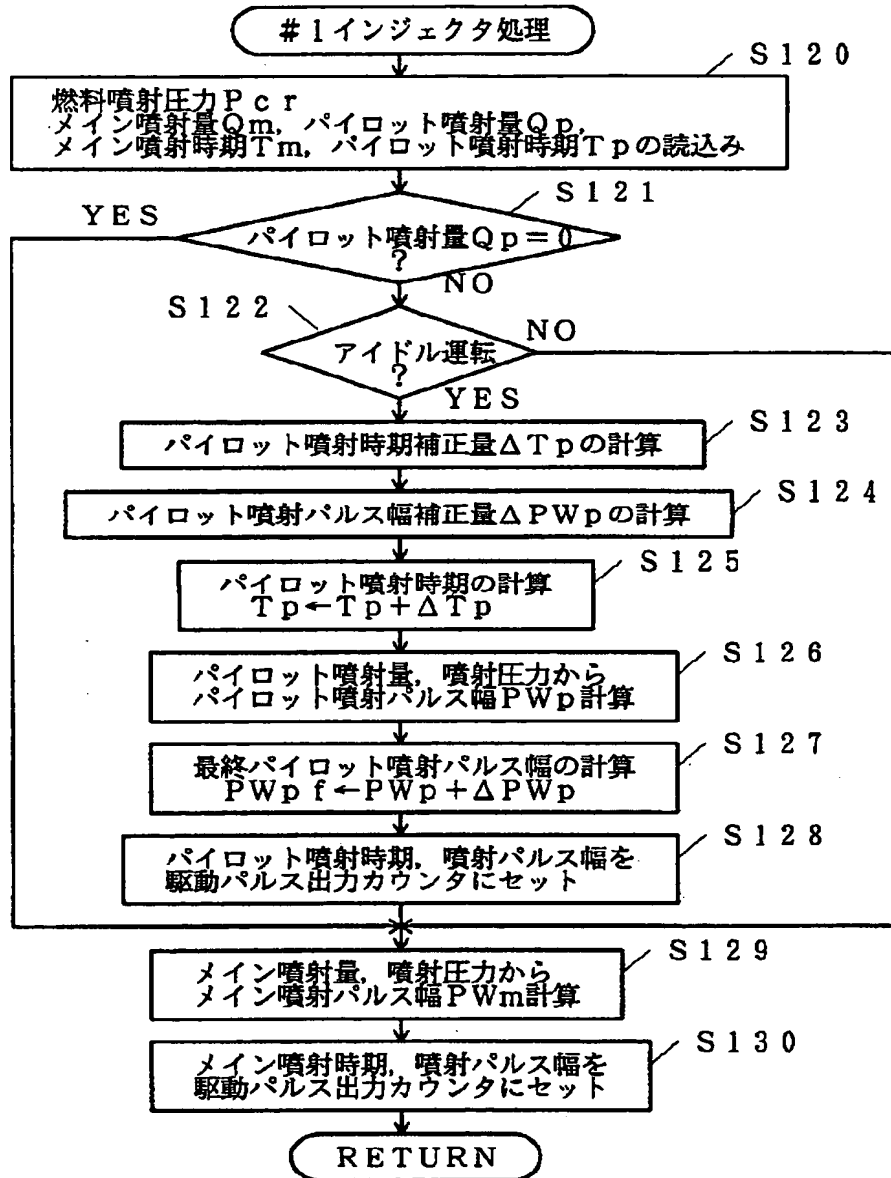 #1インジェクタ処理
S120
燃料噴射圧力Pcr
メイン噴射量Qm，パイロット噴射量Qp，
メイン噴射時期Tm，パイロット噴射時期Tpの読込み
S121
YES
パイロット噴射量Qp=0
?
NO
S122
NO
アイドル運転
?
YES
S123
パイロット噴射時期補正量ΔTpの計算
S124
パイロット噴射パルス幅補正量ΔPWpの計算
S125
パイロット噴射時期の計算
Tp←Tp+ΔTp
S126
パイロット噴射量，噴射圧力から
パイロット噴射パルス幅PWp計算
S127
最終パイロット噴射パルス幅の計算
PWpf←PWp+ΔPWp
S128
パイロット噴射時期，噴射パルス幅を
駆動パルス出力カウンタにセット
S129
メイン噴射量，噴射圧力から
メイン噴射パルス幅PWm計算
S130
メイン噴射時期，噴射パルス幅を
駆動パルス出力カウンタにセット
RETURN